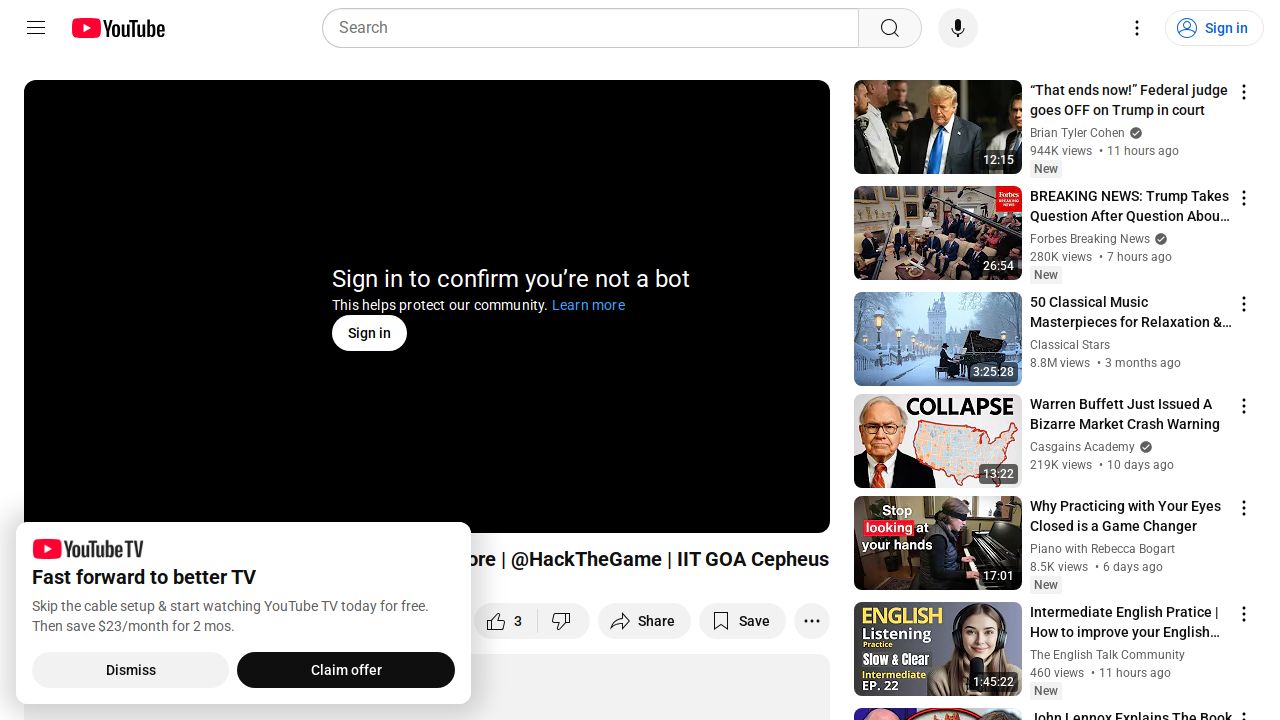 YouTube
Search
Sign in
Sign in to confirm you’re not a bot
This helps protect our community. Learn more
Sign in
ore | @HackTheGame | IIT GOA Cepheus
3
Share
Save
YouTube TV
Fast forward to better TV
Skip the cable setup & start watching YouTube TV today for free.
Then save $23/month for 2 mos.
Dismiss
Claim offer
12:15
“That ends now!” Federal judge
goes OFF on Trump in court
Brian Tyler Cohen
944K views • 11 hours ago
New
Forbes
BREAKING
NEWS
26:54
BREAKING NEWS: Trump Takes
Question After Question Abou...
Forbes Breaking News
280K views • 7 hours ago
New
3:25:28
50 Classical Music
Masterpieces for Relaxation &...
Classical Stars
8.8M views • 3 months ago
COLLAPSE
13:22
Warren Buffett Just Issued A
Bizarre Market Crash Warning
Casgains Academy
219K views • 10 days ago
Stop
looking at
your hands
17:01
Why Practicing with Your Eyes
Closed is a Game Changer
Piano with Rebecca Bogart
8.5K views • 6 days ago
New
ENGLISH
Listening
Practice
Slow & Clear
Intermediate
EP. 22
1:45:22
Intermediate English Pratice |
How to improve your English...
The English Talk Community
460 views • 11 hours ago
New
John Lennox Explains The Book